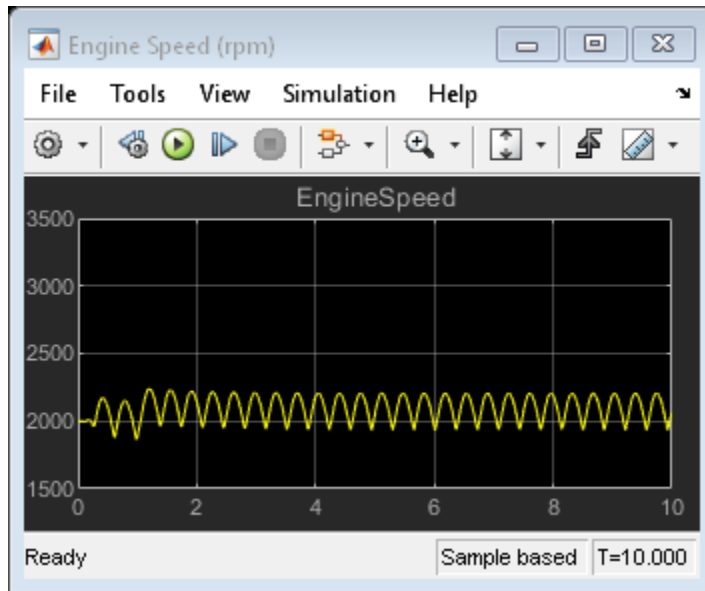 Engine Speed (rpm)
File Tools View Simulation Help
EngineSpeed
3500
3000
2500
2000
1500
0 2 4 6 8 10
Ready Sample based T=10.000